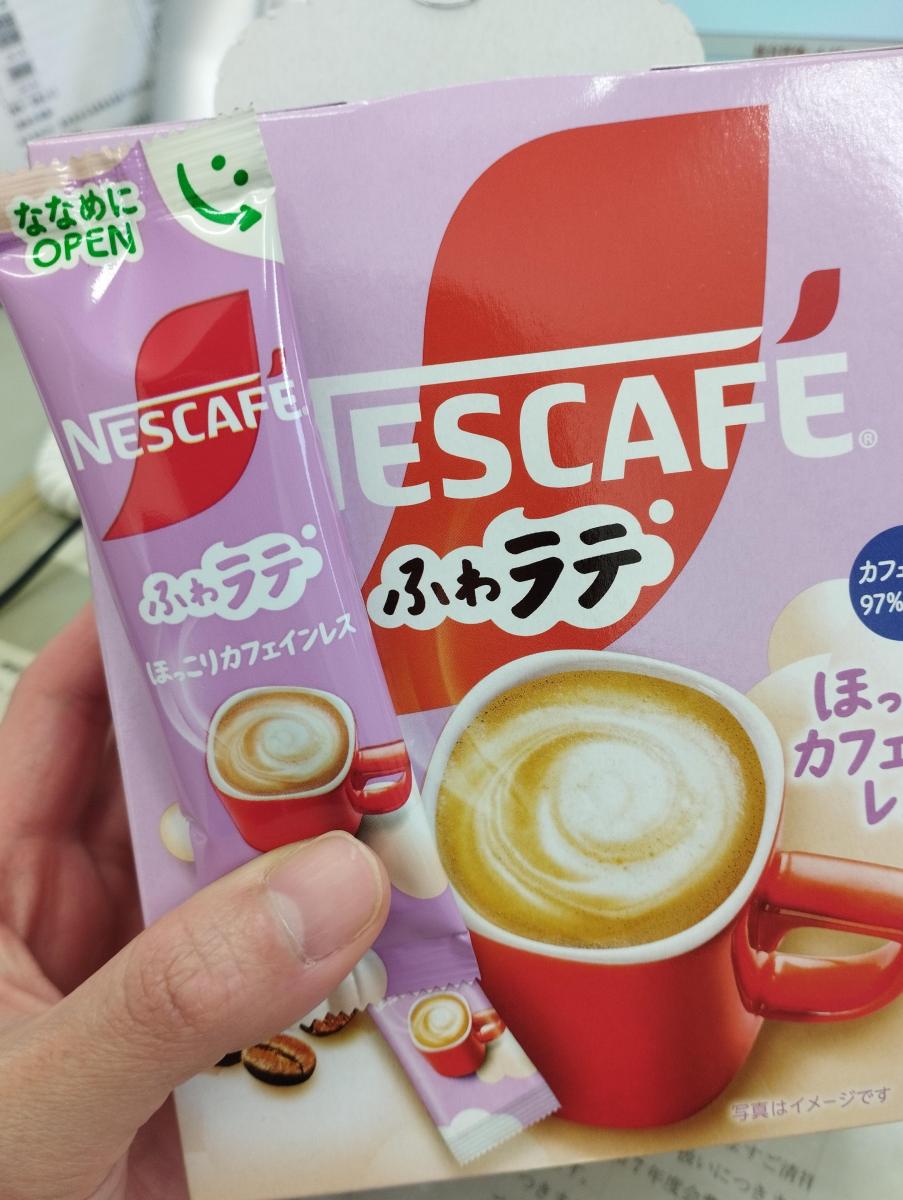 ななめに
OPEN
NESCAFÉ
ふわラテ
ほっこりカフェインレス
NESCAFÉ®
ふわラテ
カフェ
97%
ほっ
カフェ
レ
写真はイメージです